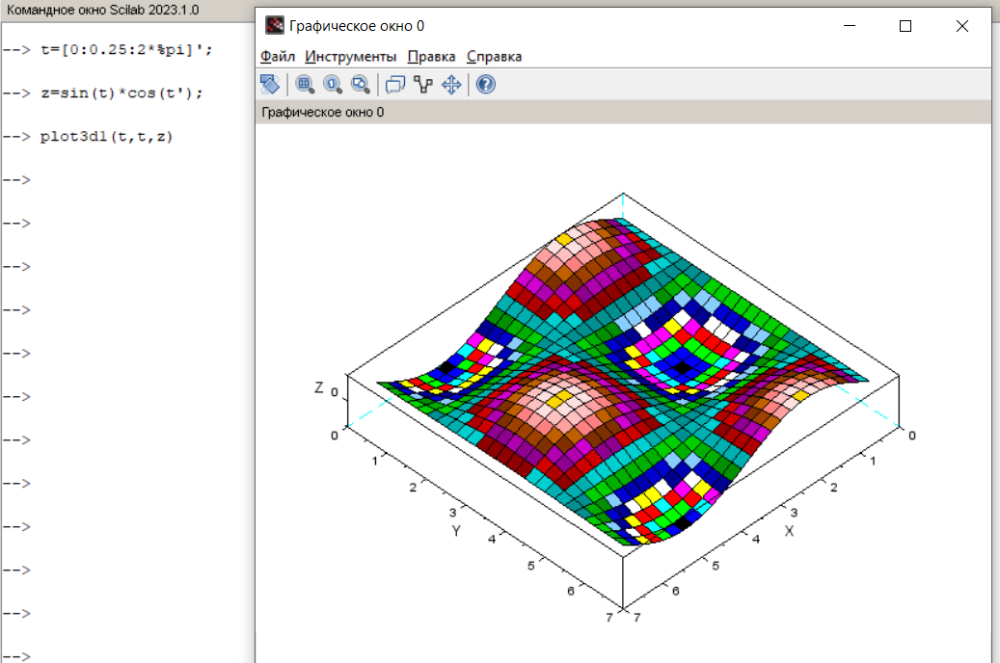 Командное окно Scilab 2023.1.0
--> t=[0:0.25:2*%pi]';
--> z=sin(t)*cos(t');
--> plot3d1(t,t,z)
-->
-->
-->
-->
-->
-->
-->
-->
-->
-->
-->
-->
Графическое окно 0
Файл Инструменты Правка Справка
Графическое окно 0
Z 0
0 1 2 3 4 5 6 7
Y
0 1 2 3 4 5 6 7
X